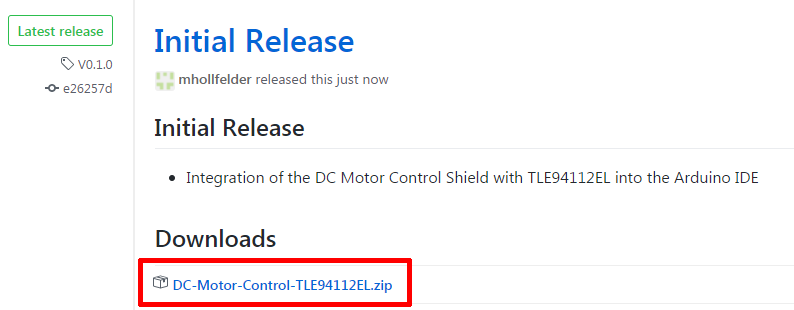 Latest release
V0.1.0
e26257d
Initial Release
mhollfelder released this just now
Initial Release
Integration of the DC Motor Control Shield with TLE94112EL into the Arduino IDE
Downloads
DC-Motor-Control-TLE94112EL.zip